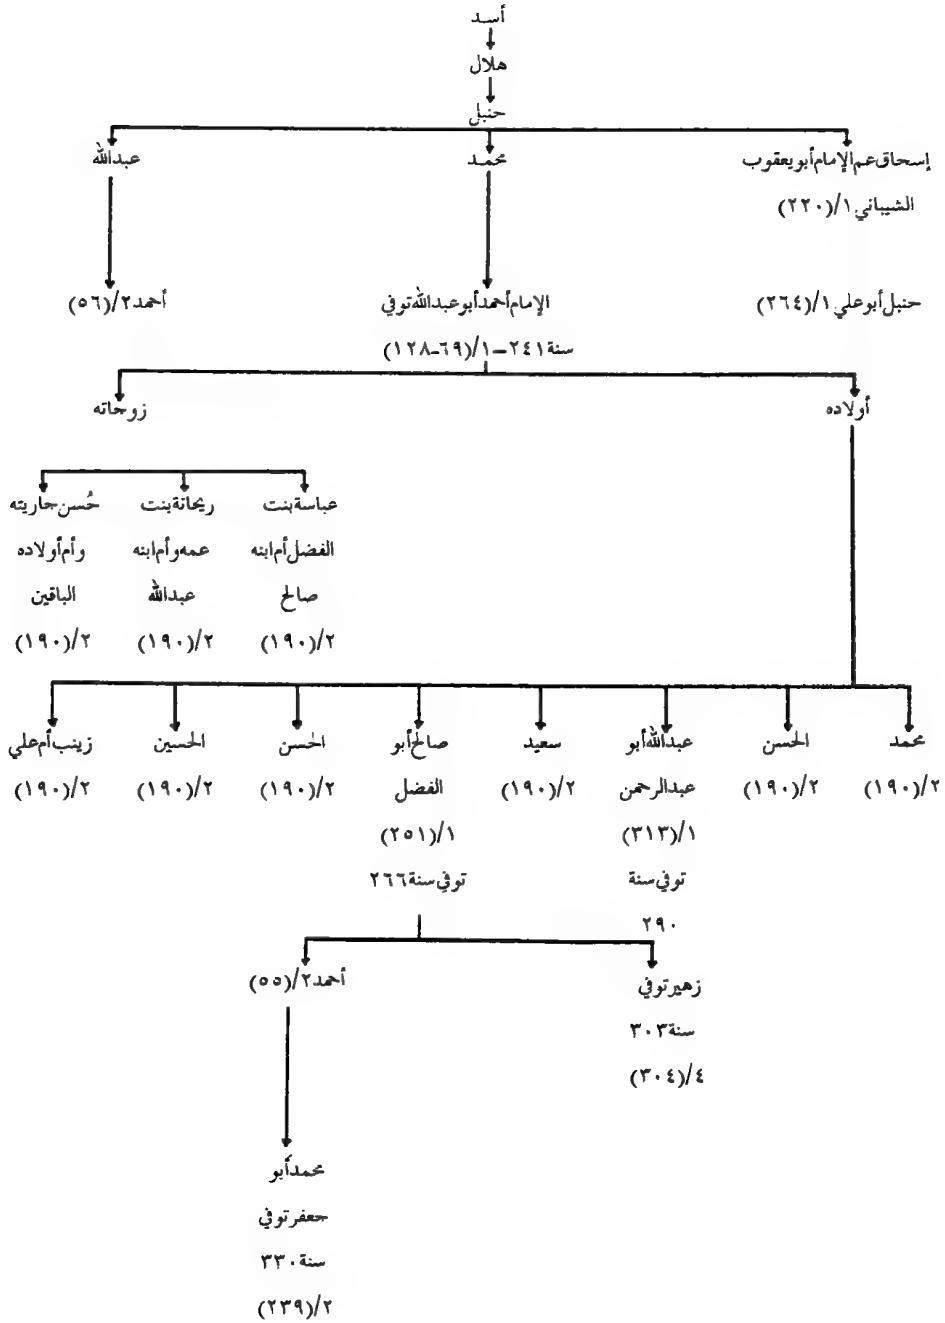 أسد
هلال
حنبل
إسحاق عم الإمام أبو يعقوب
الشيباني ١/(٢٢٠)
محمد
عبدالله
حنبل أبو علي ١/(٢٦٤)
الإمام أحمد أبو عبدالله توفي
سنة ٢٤١ – ١/(٦٩-١٢٨)
أحمد ٢/(٥٦)
أولاده
زوجاته
عباسة بنت
الفضل أم ابنه
صالح
٢/(١٩٠)
ريحانة بنت
عمه وأم ابنه
عبدالله
٢/(١٩٠)
حُسن جاريته
وأم أولاده
الباقين
٢/(١٩٠)
محمد
٢/(١٩٠)
الحسن
٢/(١٩٠)
عبدالله أبو
عبدالرحمن
١/(٣١٣)
توفي سنة
٢٩٠
سعيد
٢/(١٩٠)
صالح أبو
الفضل
١/(٢٥١)
توفي سنة ٢٦٦
الحسن
٢/(١٩٠)
الحسين
٢/(١٩٠)
زينب أم علي
٢/(١٩٠)
زهير توفي
سنة ٣٠٣
٤/(٣٠٤)
أحمد ٢/(٥٥)
محمد أبو
جعفر توفي
سنة ٣٣٠
٢/(٢٣٩)